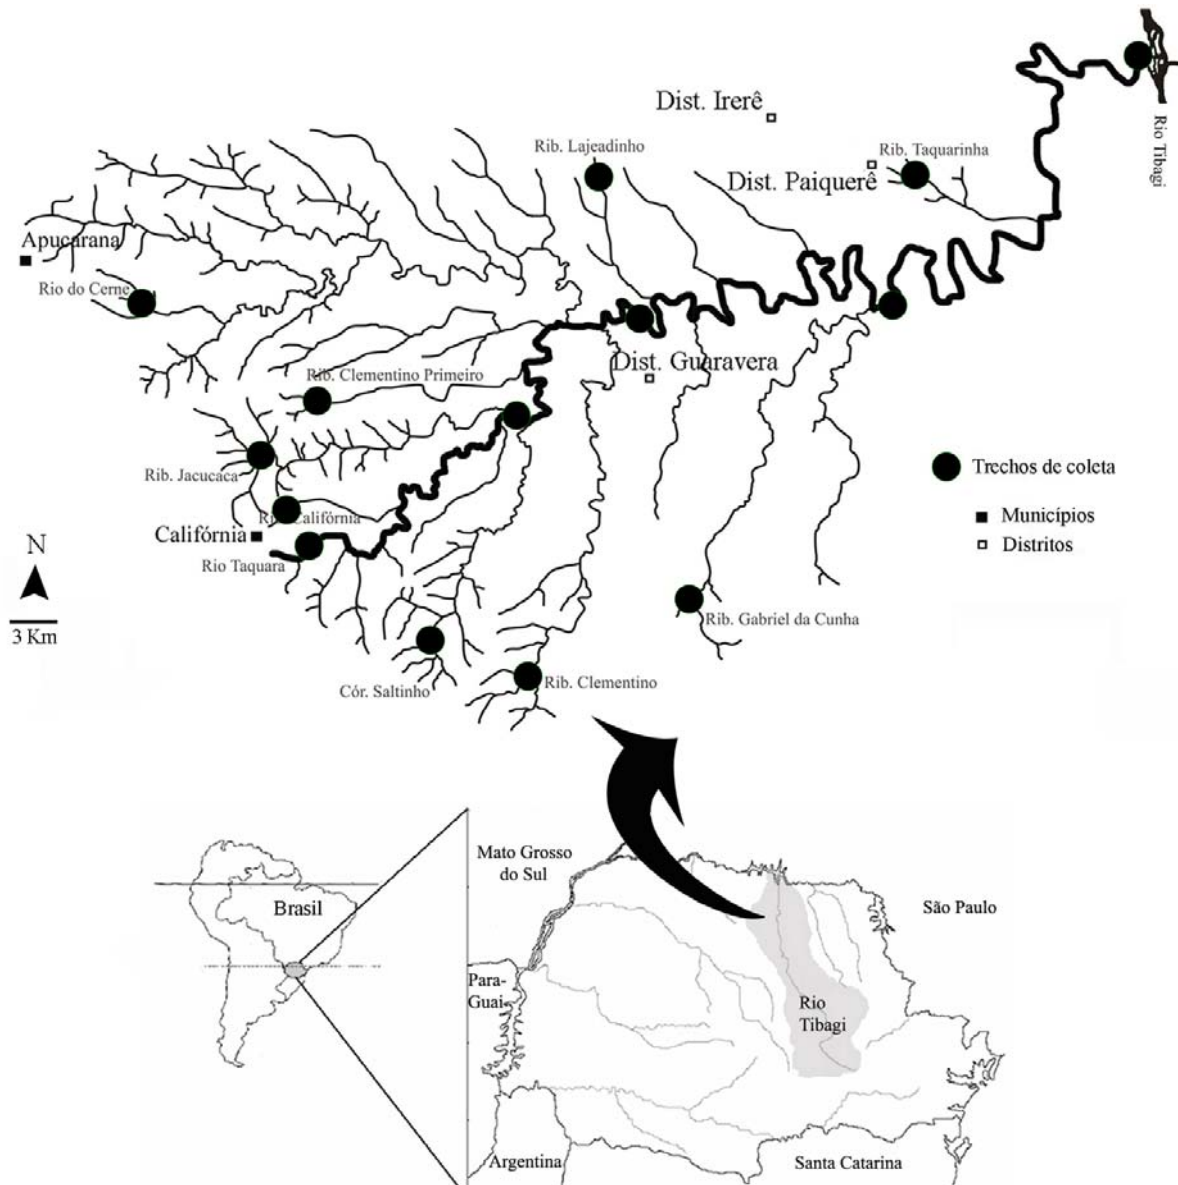 Dist. Irerê
Rib. Lajeadinho
Rib. Taquarinha
Rio Tibagi
Dist. Paiquerê
Apucarana
Rio do Cerne
Dist. Guaravera
Rib. Clementino Primeiro
Rib. Jacucaca
Trechos de coleta
Rib. Califórnia
Municípios
Califórnia
Distritos
N
Rio Taquara
3 Km
Rib. Gabriel da Cunha
Cór. Saltinho
Rib. Clementino
Mato Grosso
do Sul
Brasil
São Paulo
Para-
Guai
Rio
Tibagi
Argentina
Santa Catarina